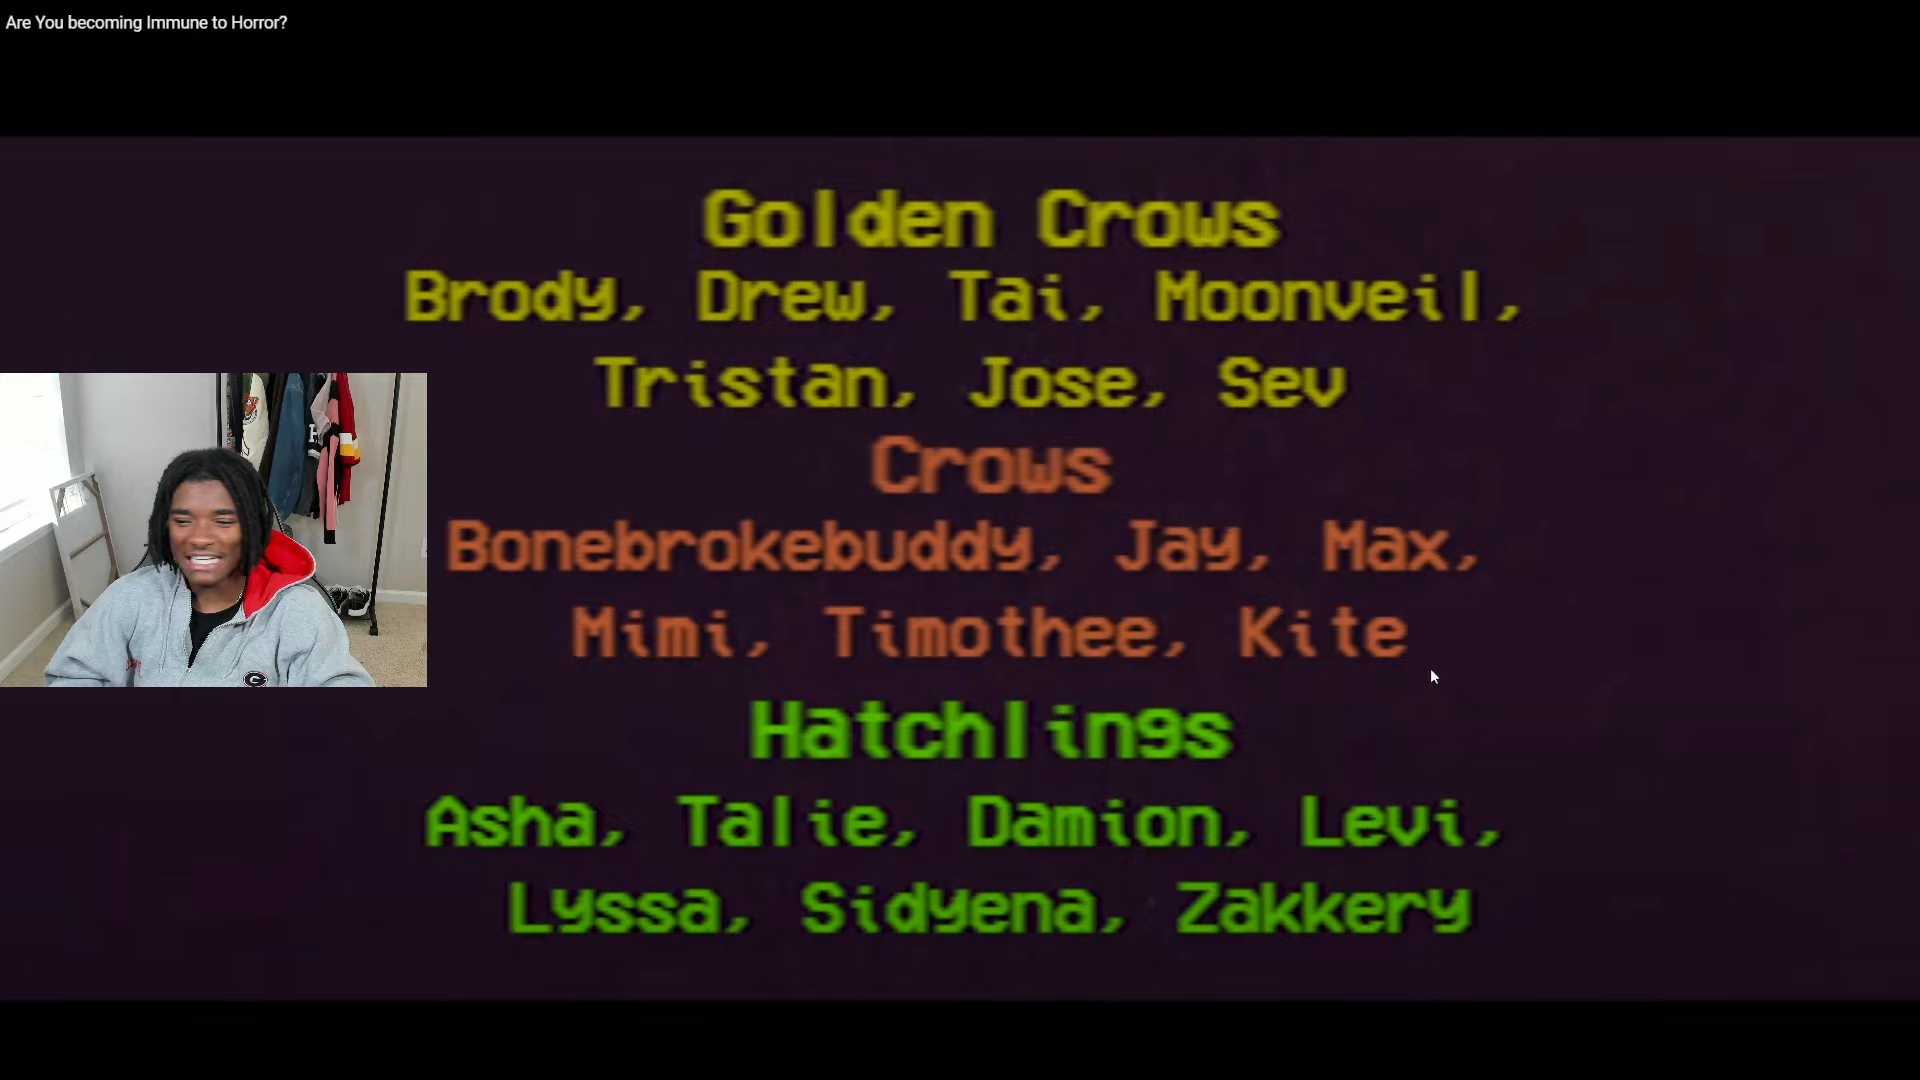 Are You becoming Immune to Horror?
Golden Crows
Brody, Drew, Tai, Moonveil,
Tristan, Jose, Sev
Crows
Bonebrokebuddy, Jay, Max,
Mimi, Timothee, Kite
Hatchlings
Asha, Talie, Damion, Levi,
Lyssa, Sidyena, Zakkery